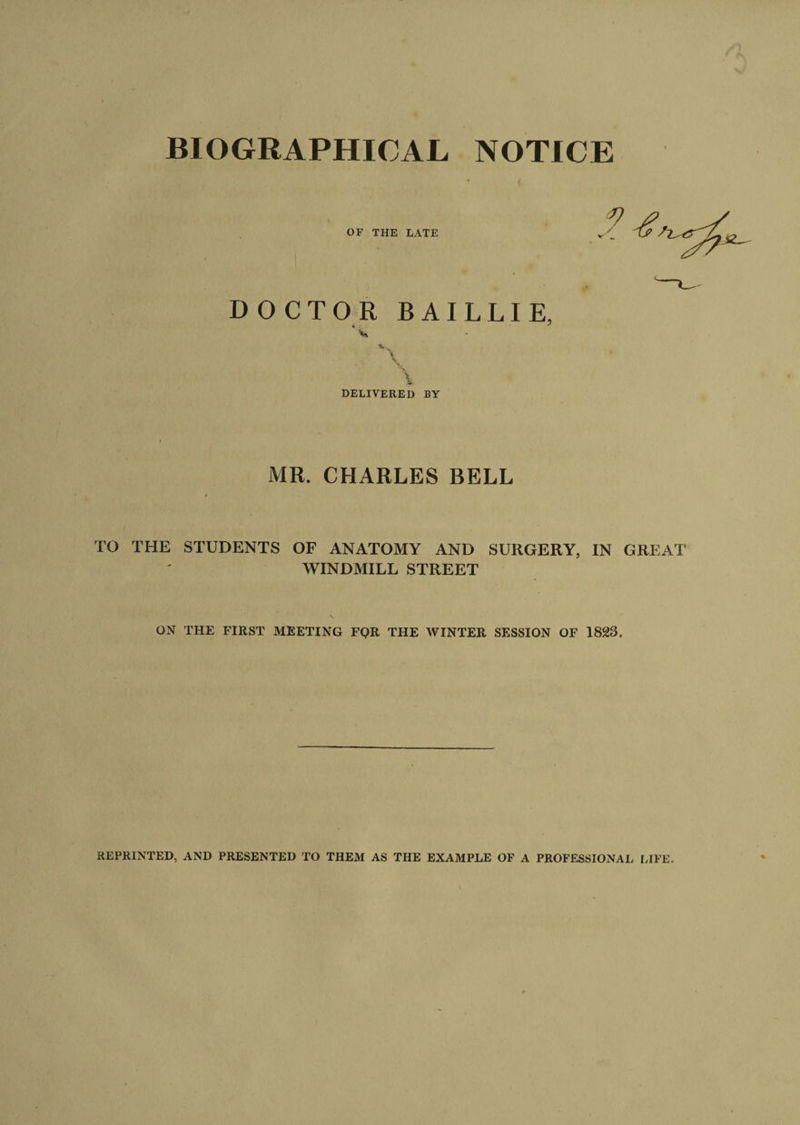 BIOGRAPHICAL NOTICE
OF THE LATE
DOCTOR BAILLIE,
DELIVERED BY
MR. CHARLES BELL
TO THE STUDENTS OF ANATOMY AND SURGERY, IN GREAT
WINDMILL STREET
ON THE FIRST MEETING FOR THE WINTER SESSION OF 1823.
REPRINTED, AND PRESENTED TO THEM AS THE EXAMPLE OF A PROFESSIONAL LIFE.
3